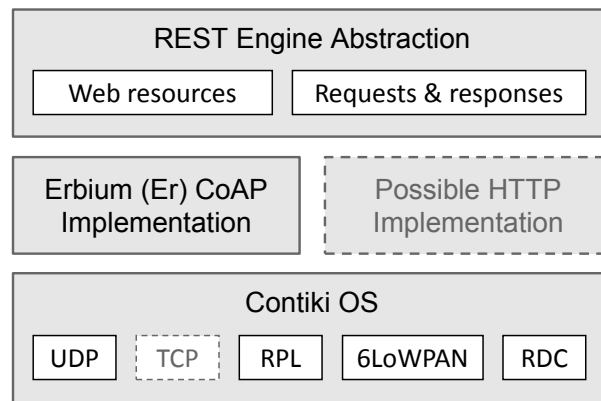 REST Engine Abstraction
Web resources
Requests & responses
Erbium (Er) CoAP
Implementation
Possible HTTP
Implementation
Contiki OS
UDP
TCP
RPL
6LoWPAN
RDC